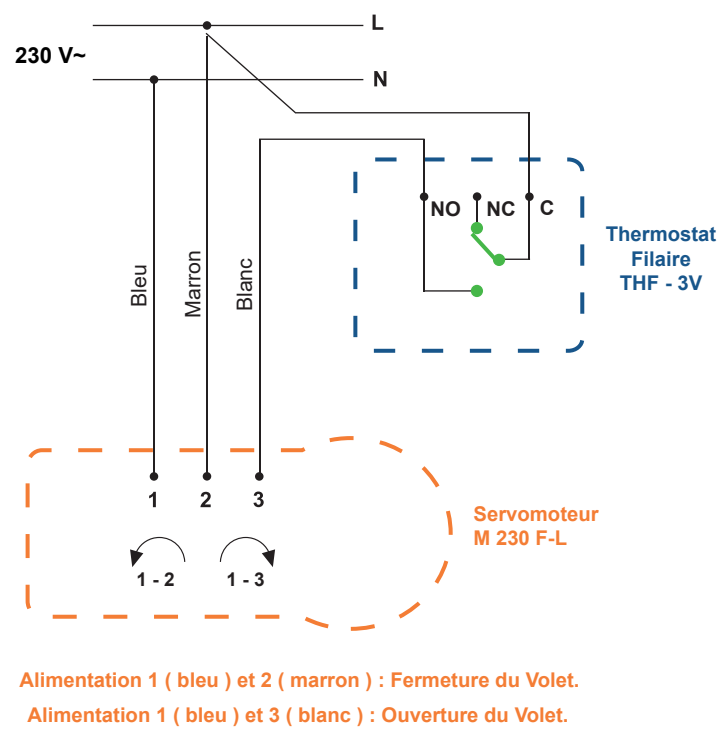 L
230 V~
N
NO
NC
C
Thermostat
Filaire
THF - 3V
Bleu
Marron
Blanc
1
2
3
Servomoteur
M 230 F-L
1 - 2
1 - 3
Alimentation 1 ( bleu ) et 2 ( marron ) : Fermeture du Volet.
Alimentation 1 ( bleu ) et 3 ( blanc ) : Ouverture du Volet.